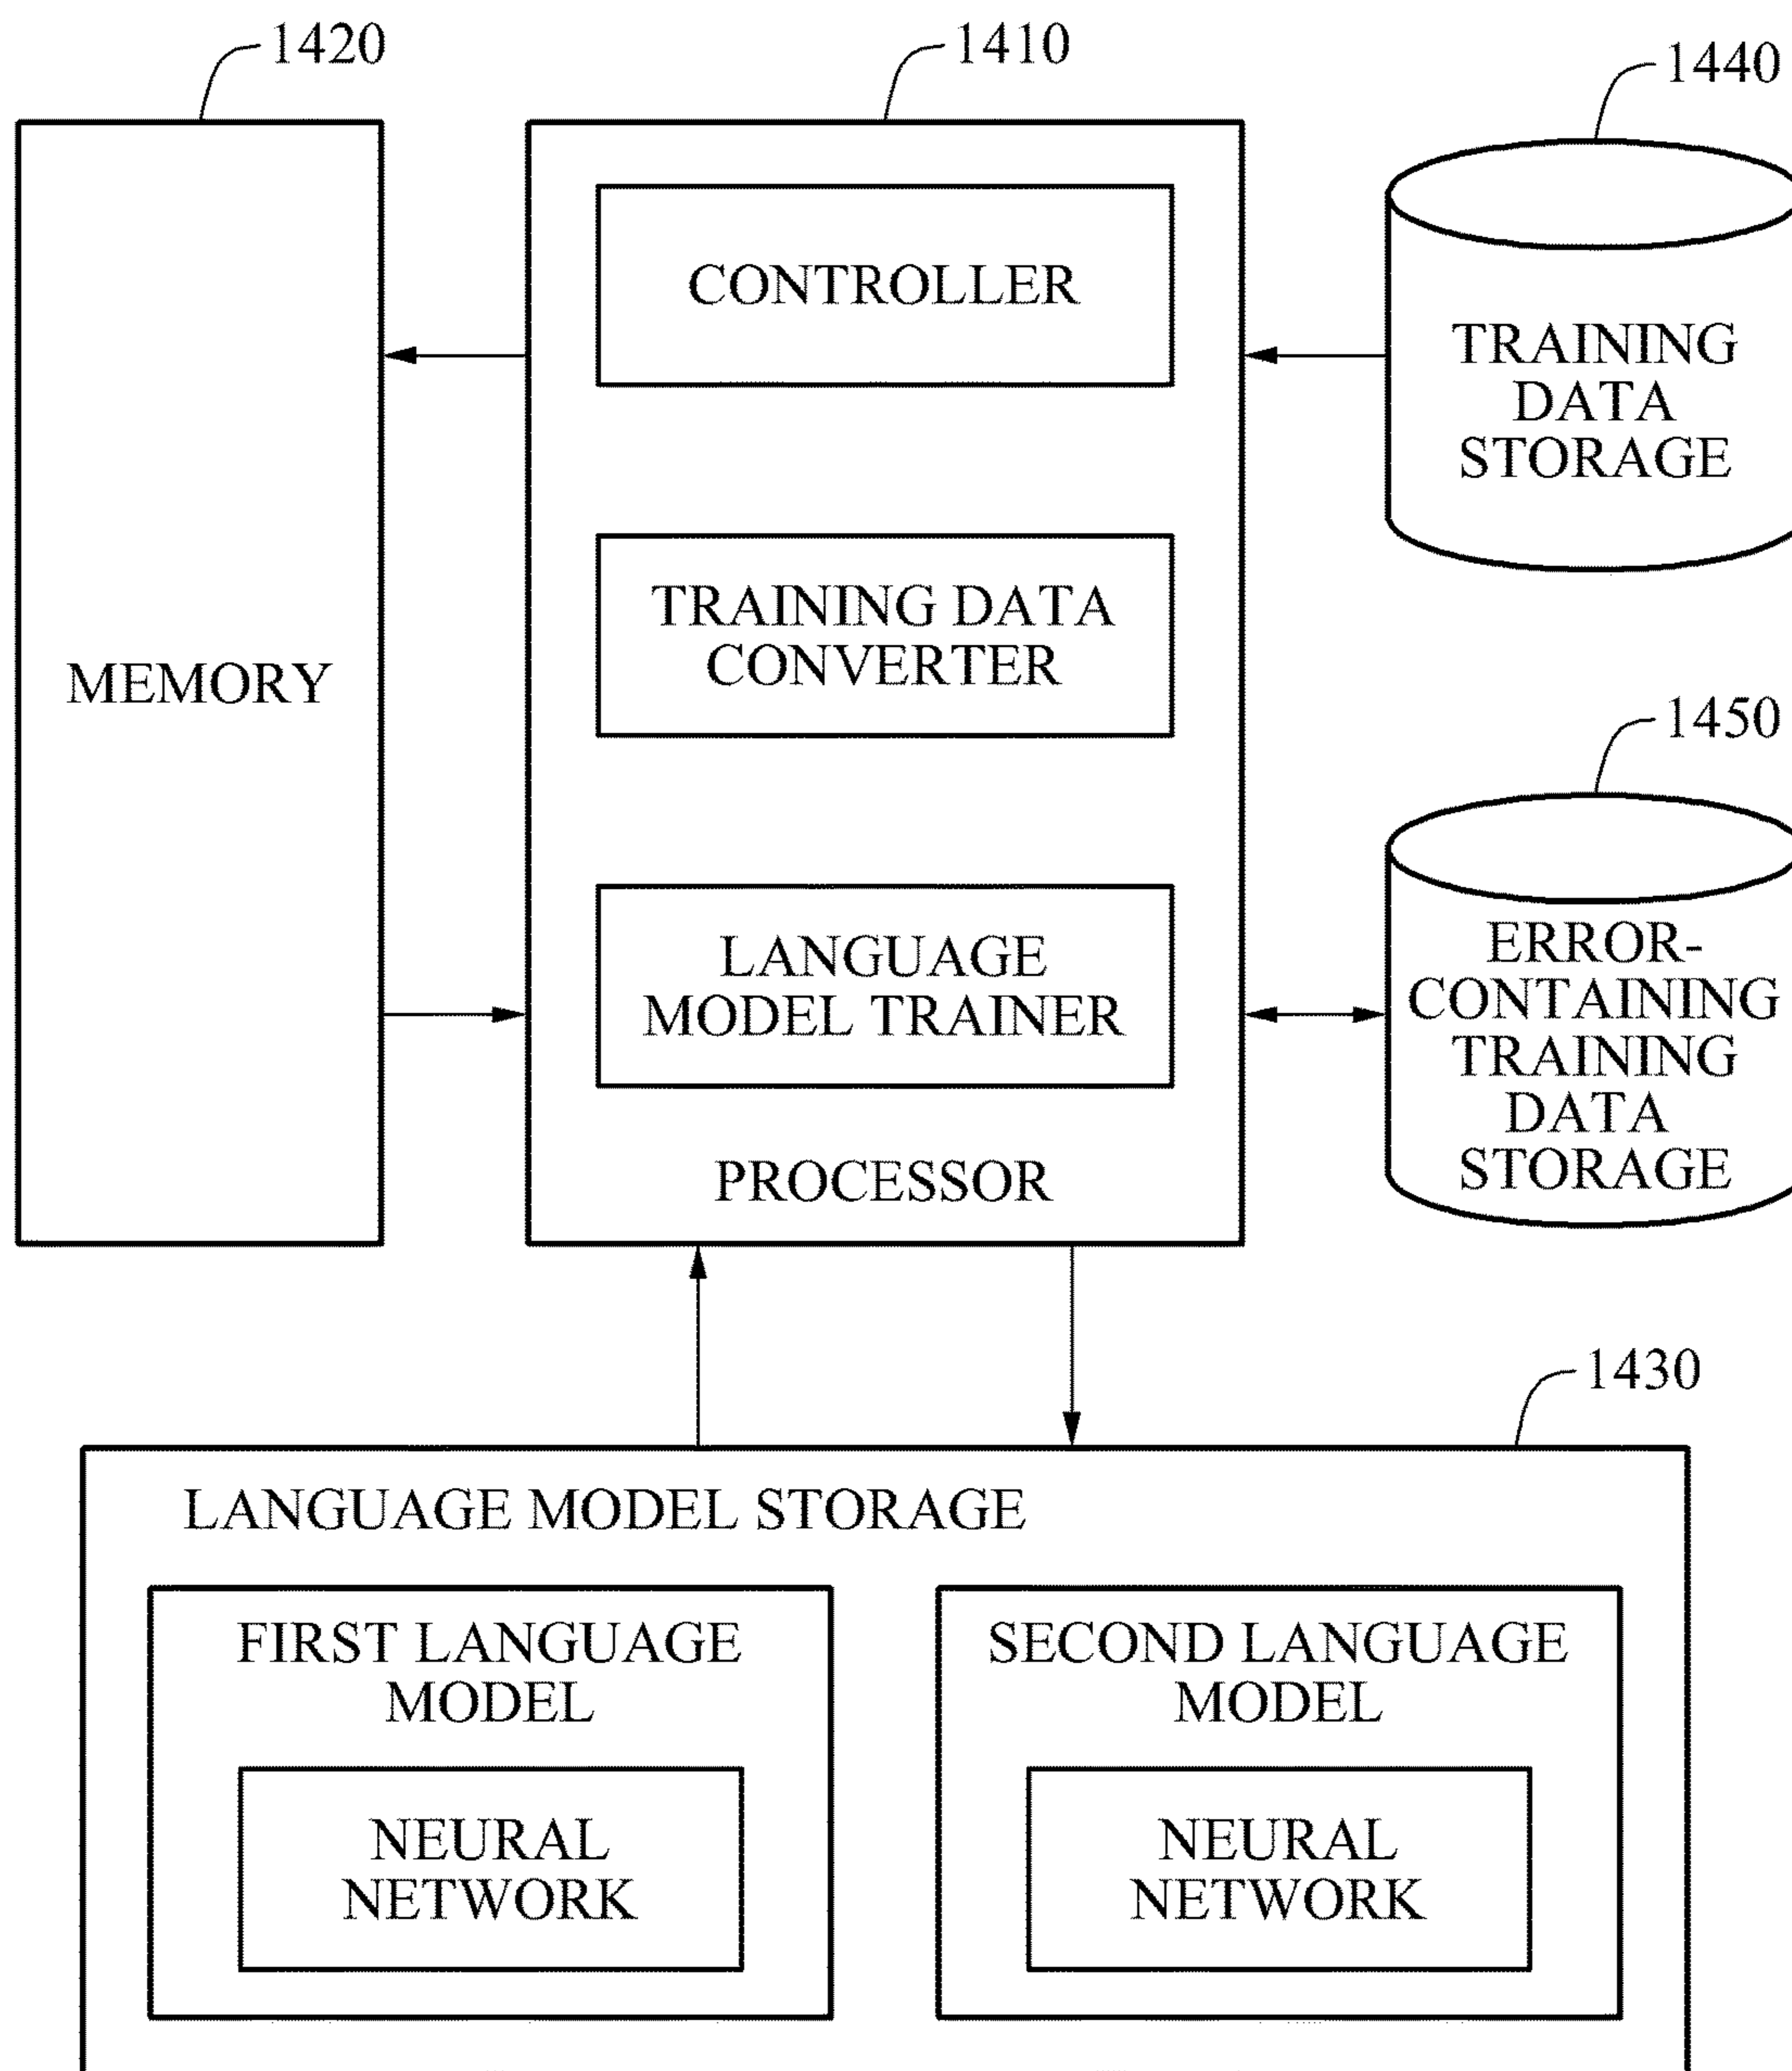 1420
1410
1440
MEMORY
CONTROLLER
TRAINING DATA
CONVERTER
LANGUAGE
MODEL TRAINER
PROCESSOR
TRAINING
DATA
STORAGE
1450
ERROR-
CONTAINING
TRAINING
DATA
STORAGE
1430
LANGUAGE MODEL STORAGE
FIRST LANGUAGE
MODEL
NEURAL
NETWORK
SECOND LANGUAGE
MODEL
NEURAL
NETWORK